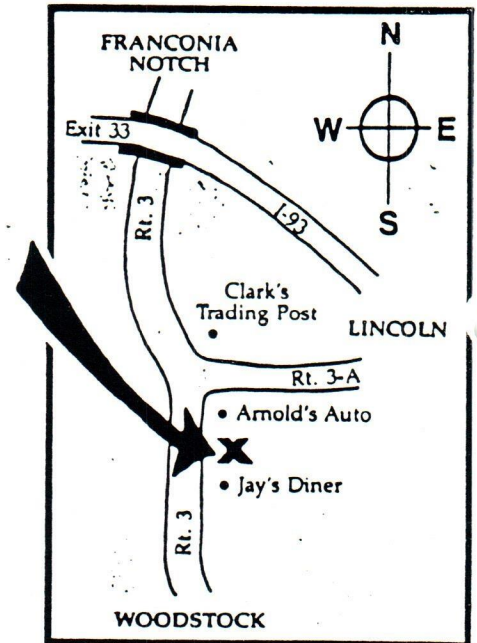 FRANCONIA
NOTCH
N
Exit 33
W
E
S
Rt. 3
I-93
Clark's
Trading Post
LINCOLN
Rt. 3-A
Arnold's Auto
X
Jay's Diner
Rt. 3
WOODSTOCK